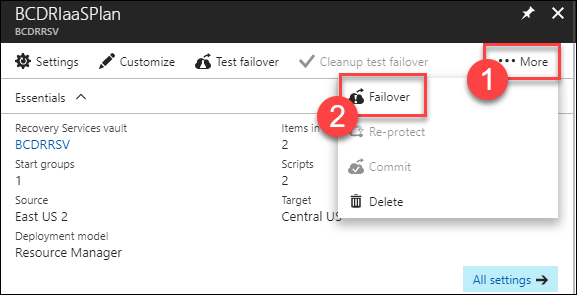 BCDRIaaSPlan
BCDRRSV
Settings Customize Test failover Cleanup test failover More
1
Failover
2
Re-protect
Commit
Delete
Essentials
Recovery Services vault
BCDRRSV
Items in
2
Start groups
1
Scripts
2
Source
East US 2
Target
Central US
Deployment model
Resource Manager
All settings